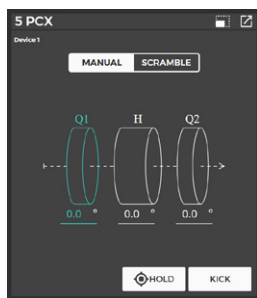 5 PCX
Device 1
MANUAL SCRAMBLE
Q1 H Q2
0.0 ° 0.0 ° 0.0 °
HOLD KICK